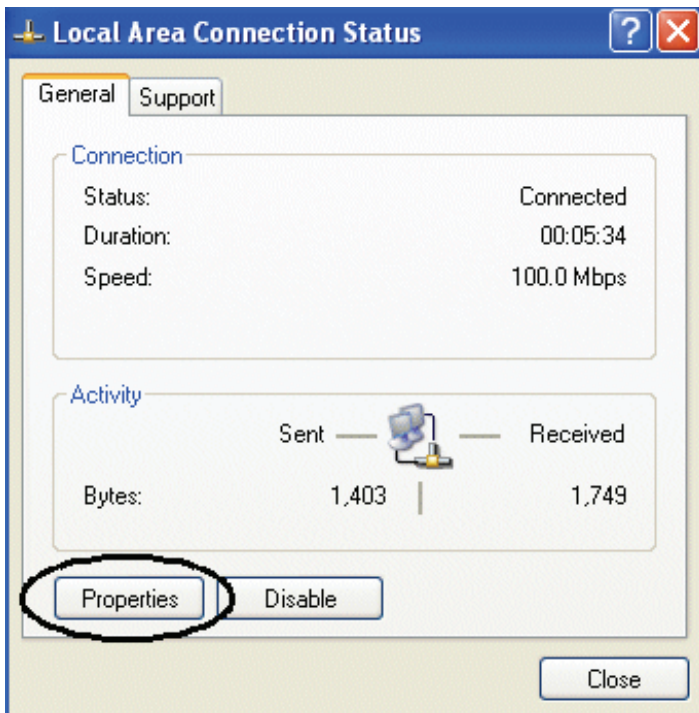 Local Area Connection Status
General Support
Connection
Status: Connected
Duration: 00:05:34
Speed: 100.0 Mbps
Activity
Sent Received
Bytes: 1,403 1,749
Properties Disable
Close